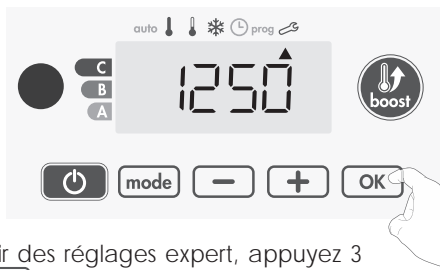 auto prog
C
B
A
1250
boost
mode - + OK
ir des réglages expert, appuyez 3